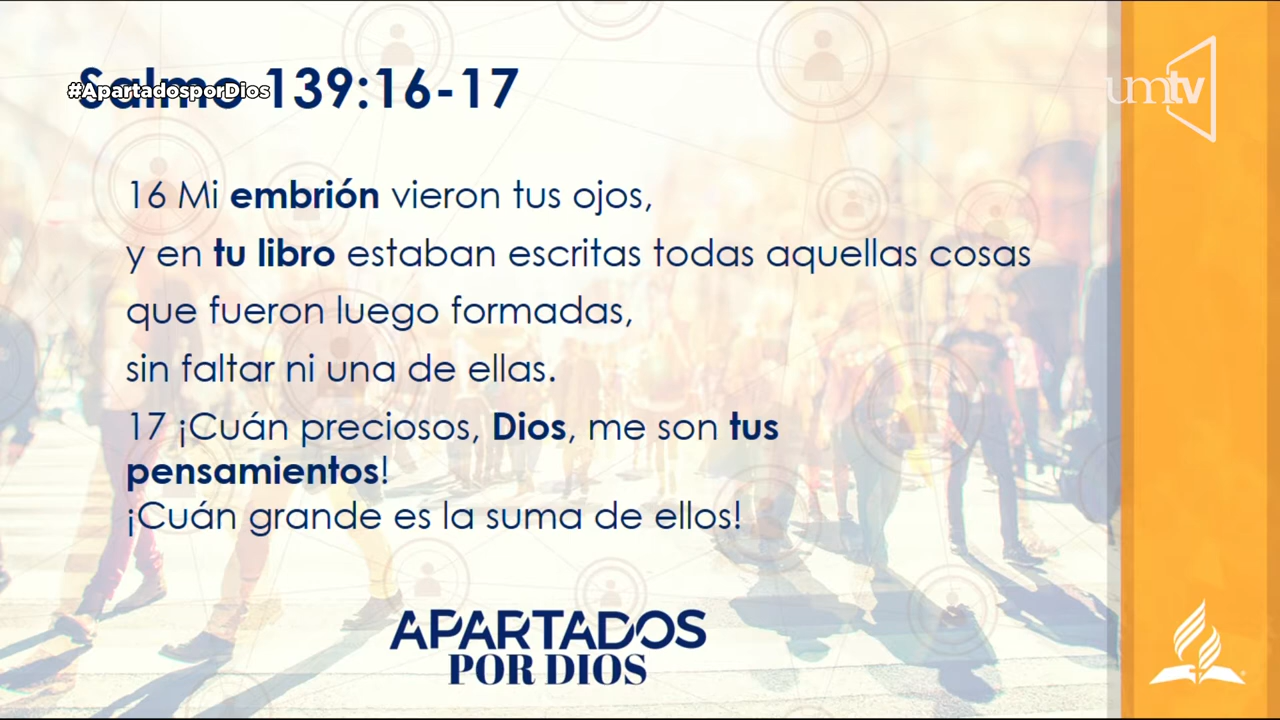 Salmo 139:16-17
#ApartadosporDios
umtv
16 Mi embrión vieron tus ojos,
y en tu libro estaban escritas todas aquellas cosas
que fueron luego formadas,
sin faltar ni una de ellas.
17 ¡Cuán preciosos, Dios, me son tus
pensamientos!
¡Cuán grande es la suma de ellos!
APARTADOS
POR DIOS